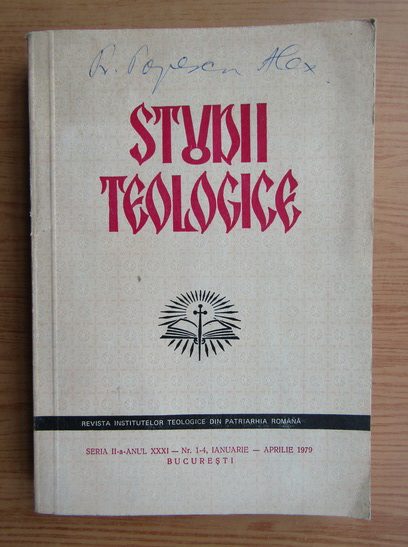 Pr. Popescu Alex
STUDII
TEOLOGICE
REVISTA INSTITUTELOR TEOLOGICE DIN PATRIARHIA ROMÂNĂ
SERIA II-a-ANUL XXXI — Nr. 1-4, IANUARIE — APRILIE 1979
BUCUREȘTI